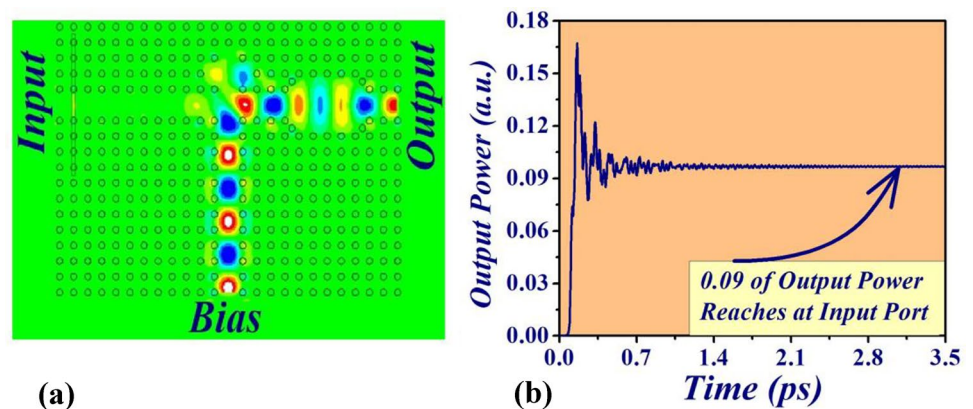 Input
Output
Bias
(a)
Output Power (a.u.)
0.18
0.15
0.12
0.09
0.06
0.03
0.00
0.09 of Output Power
Reaches at Input Port
0.0 0.7 1.4 2.1 2.8 3.5
Time (ps)
(b)